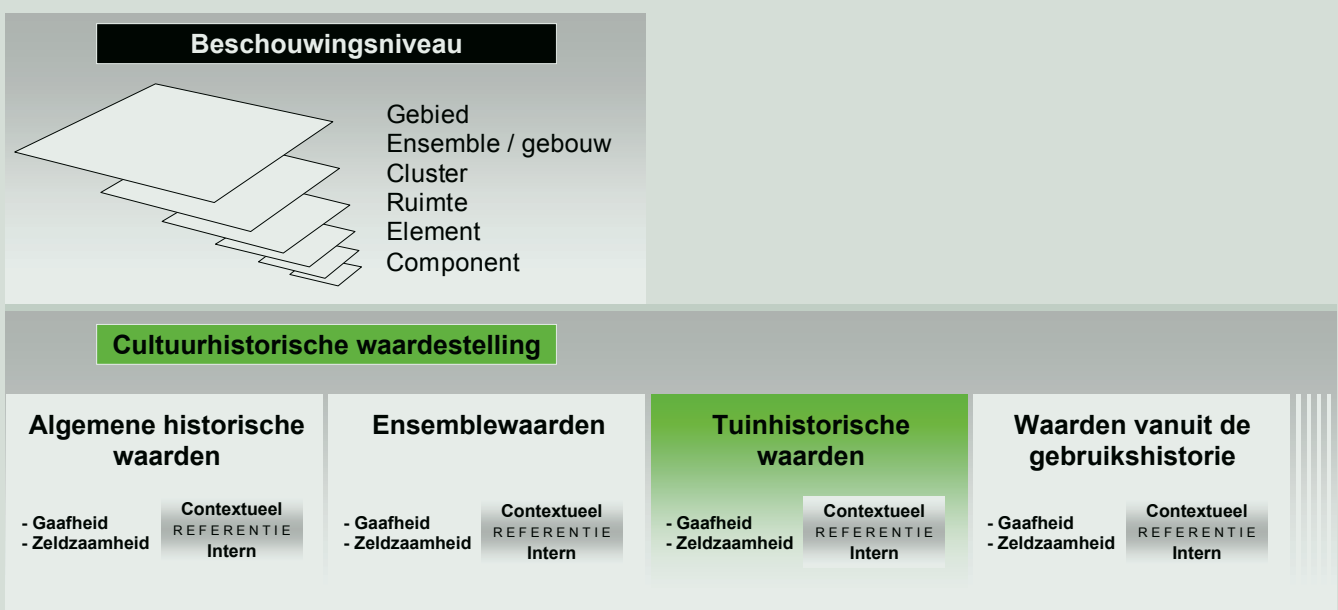 Beschouwingsniveau
Gebied
Ensemble / gebouw
Cluster
Ruimte
Element
Component
Cultuurhistorische waardestelling
Algemene historische
waarden
- Gaafheid
- Zeldzaamheid
Contextueel
REFERENTIE
Intern
Ensemblewaarden
- Gaafheid
- Zeldzaamheid
Contextueel
REFERENTIE
Intern
Tuinhistorische
waarden
- Gaafheid
- Zeldzaamheid
Contextueel
REFERENTIE
Intern
Waarden vanuit de
gebruikshistorie
- Gaafheid
- Zeldzaamheid
Contextueel
REFERENTIE
Intern